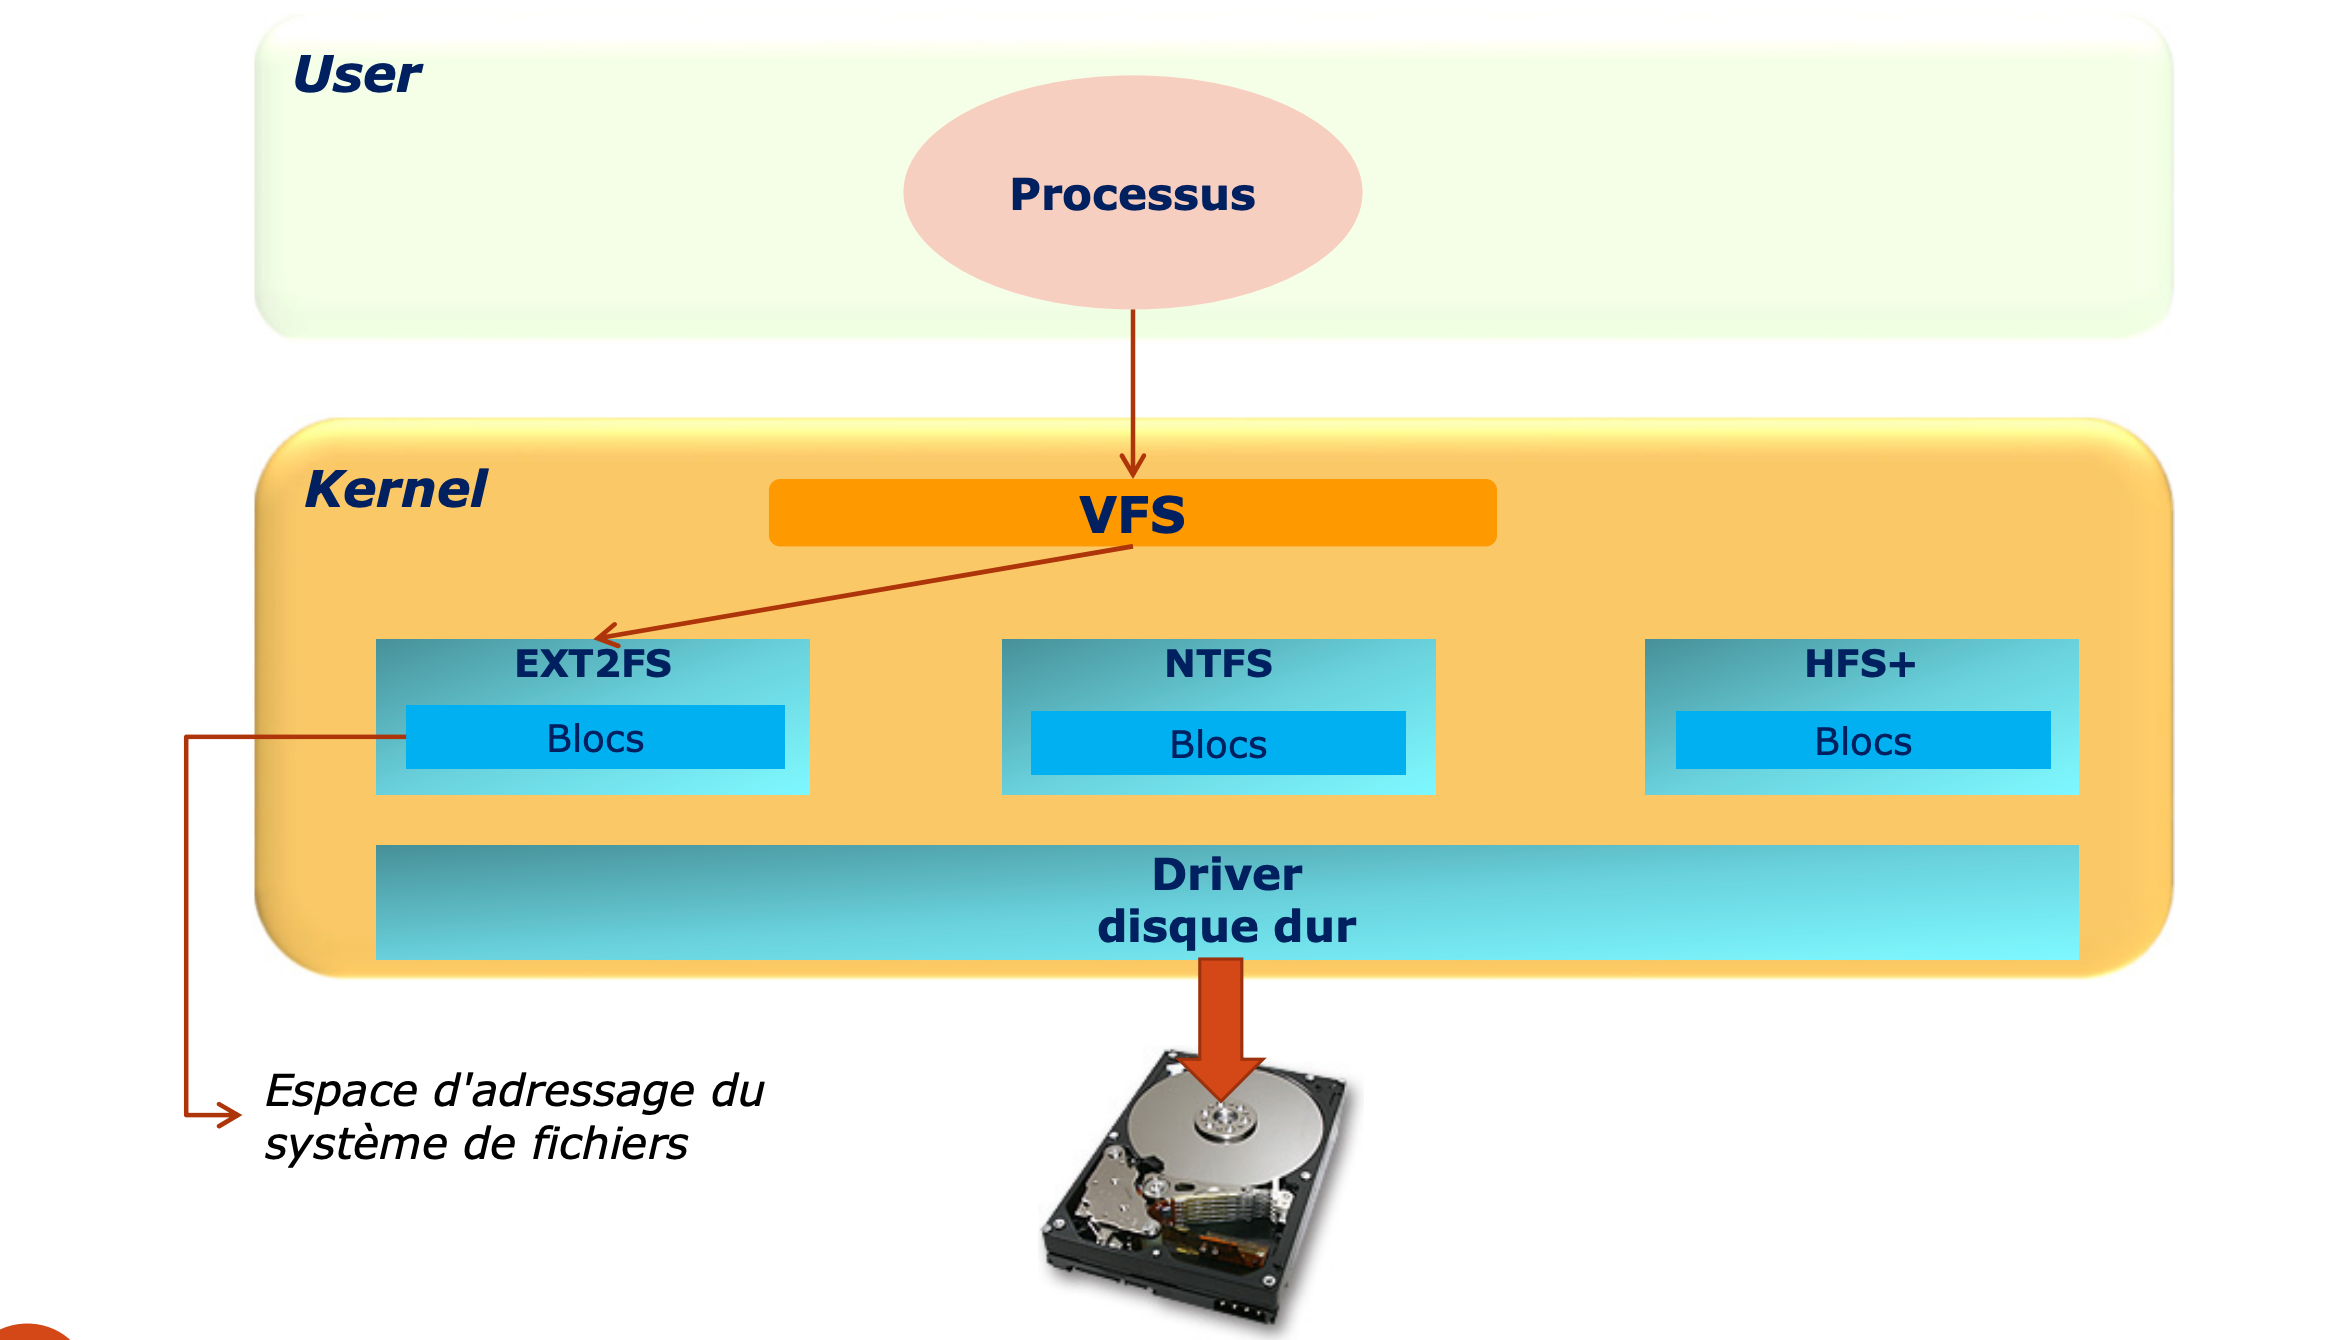 User
Processus
Kernel
VFS
EXT2FS
NTFS
HFS+
Blocs
Blocs
Blocs
Driver
disque dur
Espace d'adressage du
système de fichiers